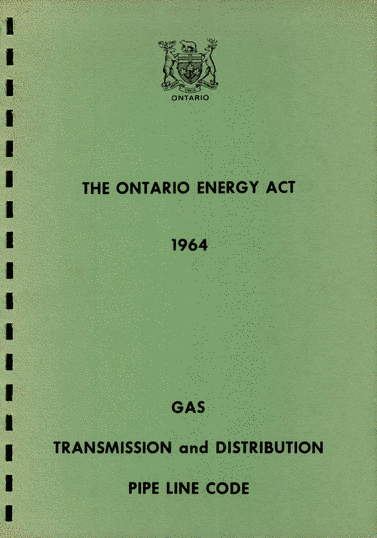 ONTARIO
THE ONTARIO ENERGY ACT
1964
GAS
TRANSMISSION and DISTRIBUTION
PIPE LINE CODE